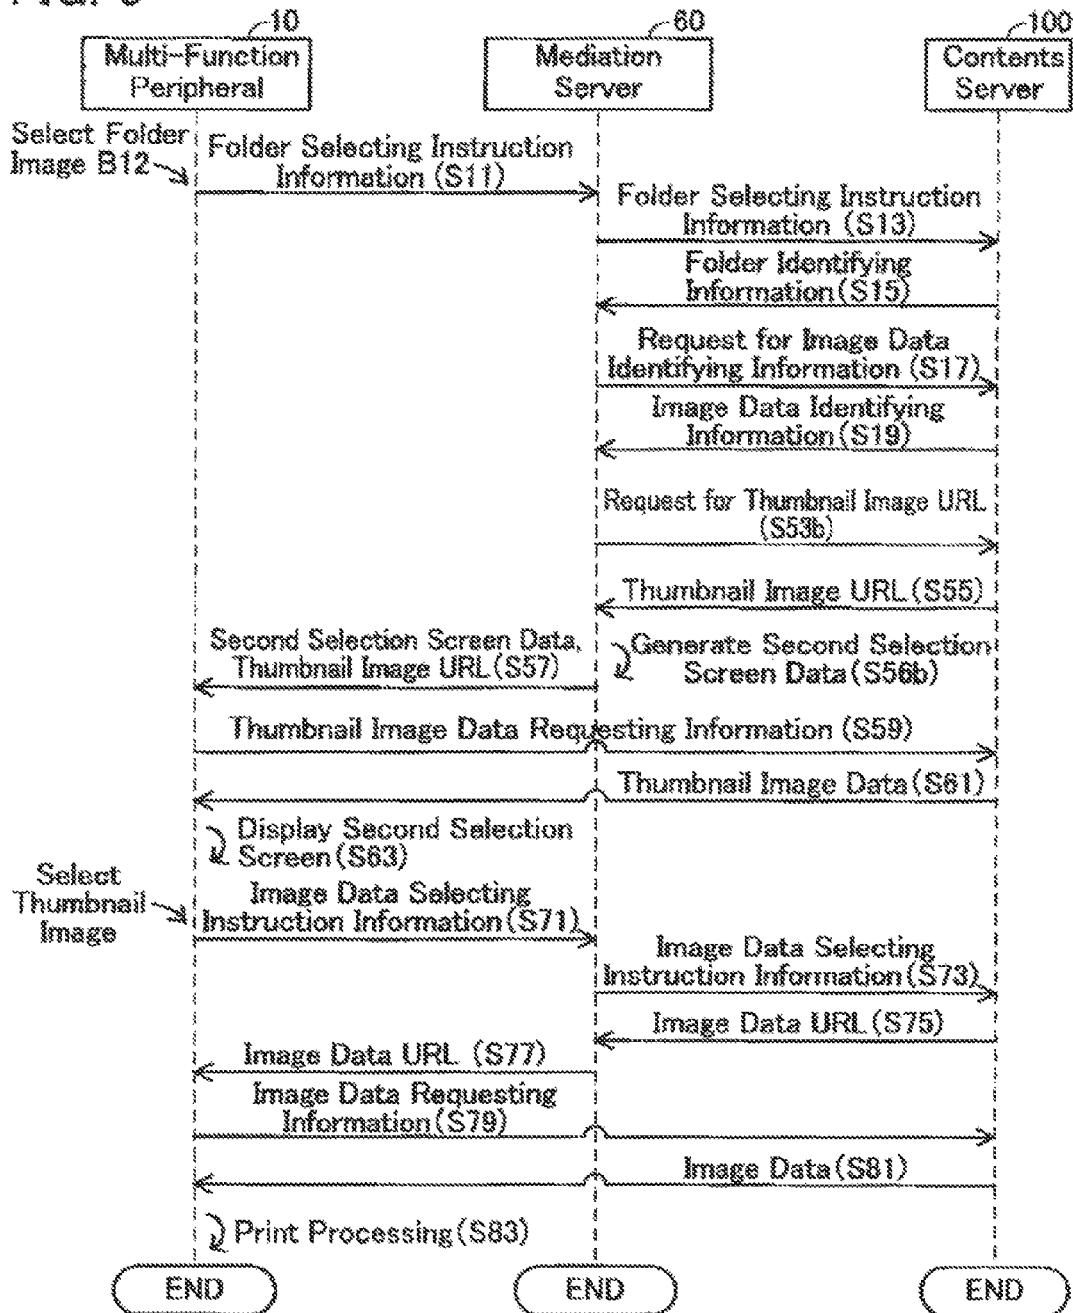 10
60
100
Multi-Function
Peripheral
Mediation
Server
Contents
Server
Select Folder
Image B12
Folder Selecting Instruction
Information (S11)
Folder Selecting Instruction
Information (S13)
Folder Identifying
Information(S15)
Request for Image Data
Identifying Information (S17)
Image Data Identifying
Information(S19)
Request for Thumbnail Image URL
(S53b)
Thumbnail Image URL(S55)
Generate Second Selection
Screen Data(S56b)
Second Selection Screen Data,
Thumbnail Image URL(S57)
Thumbnail Image Data Requesting Information (S59)
Thumbnail Image Data(S61)
Display Second Selection
Screen(S63)
Select
Thumbnail
Image
Image Data Selecting
Instruction Information(S71)
Image Data Selecting
Instruction Information(S73)
Image Data URL(S75)
Image Data URL (S77)
Image Data Requesting
Information(S79)
Image Data(S81)
Print Processing(S83)
END
END
END